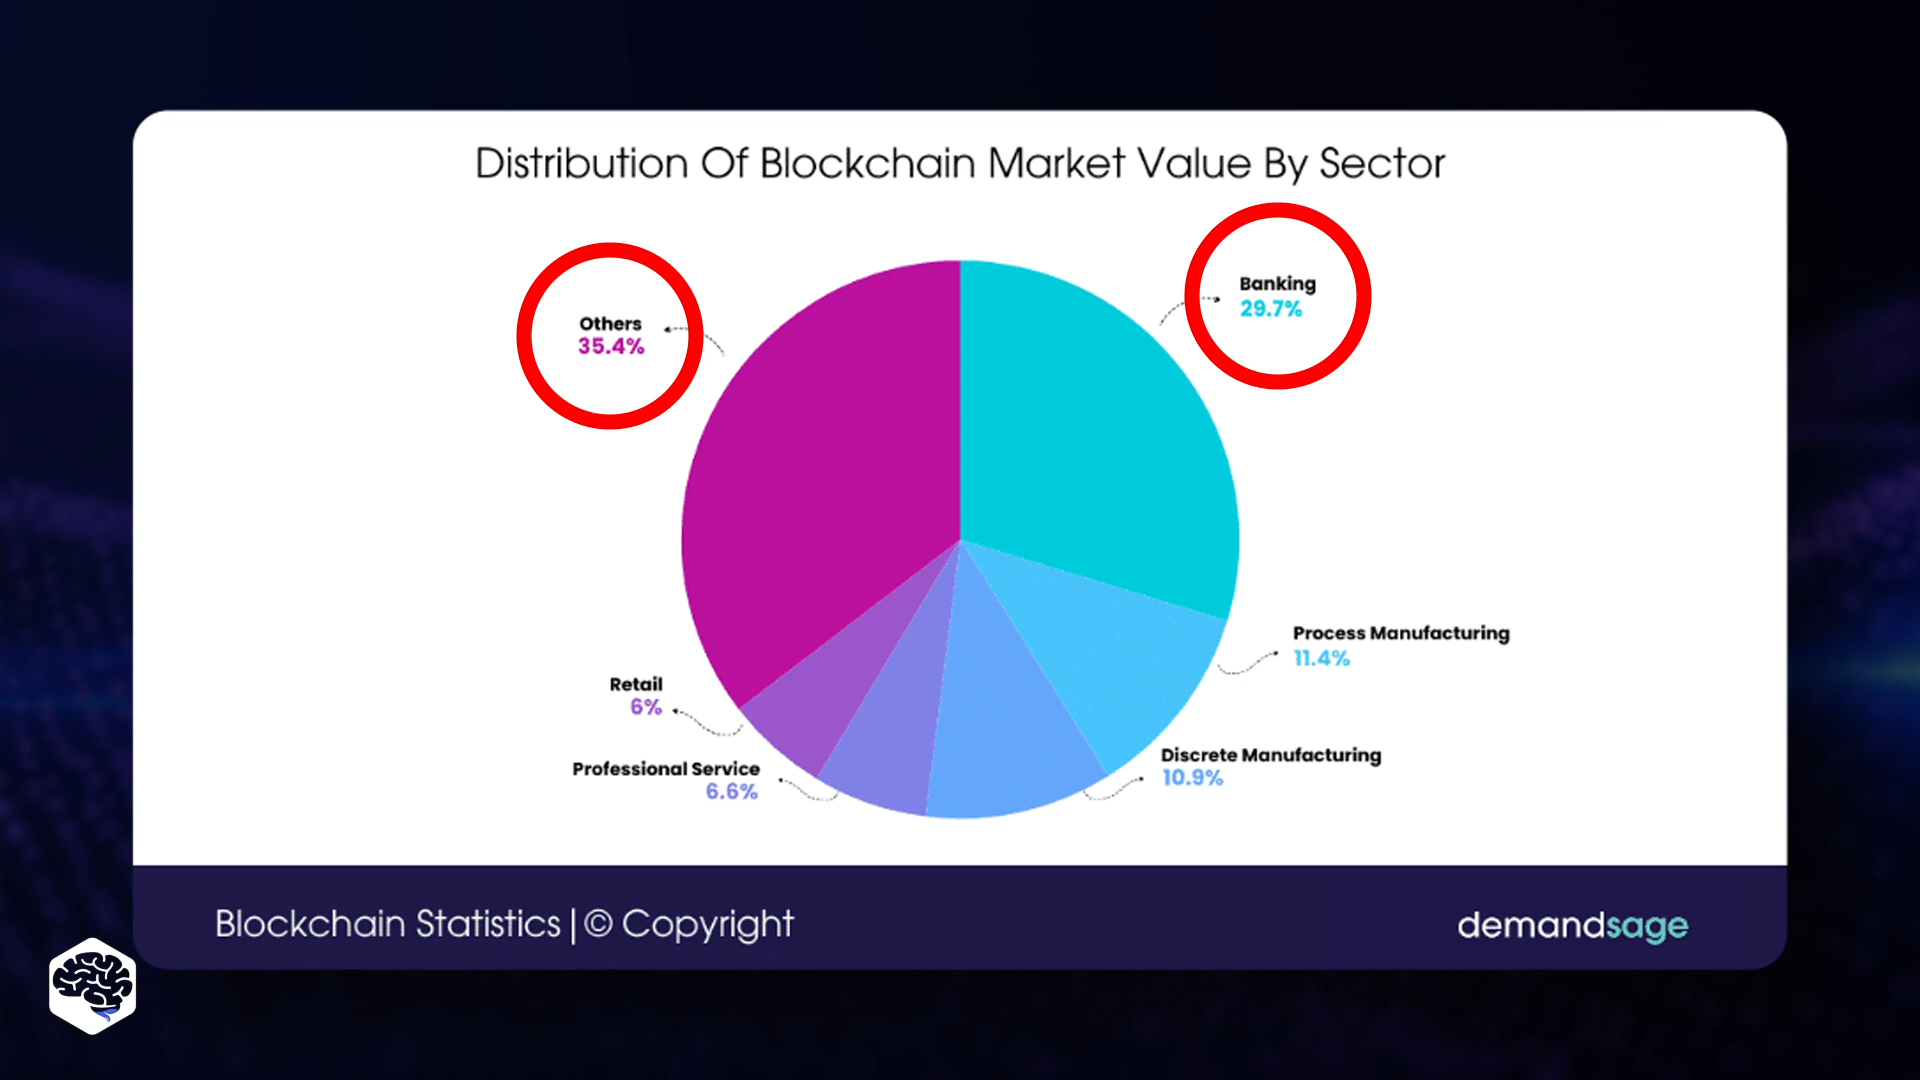 Distribution Of Blockchain Market Value By Sector
Banking
29.7%
Others
35.4%
Process Manufacturing
11.4%
Retail
6%
Discrete Manufacturing
10.9%
Professional Service
6.6%
Blockchain Statistics | © Copyright
demandsage